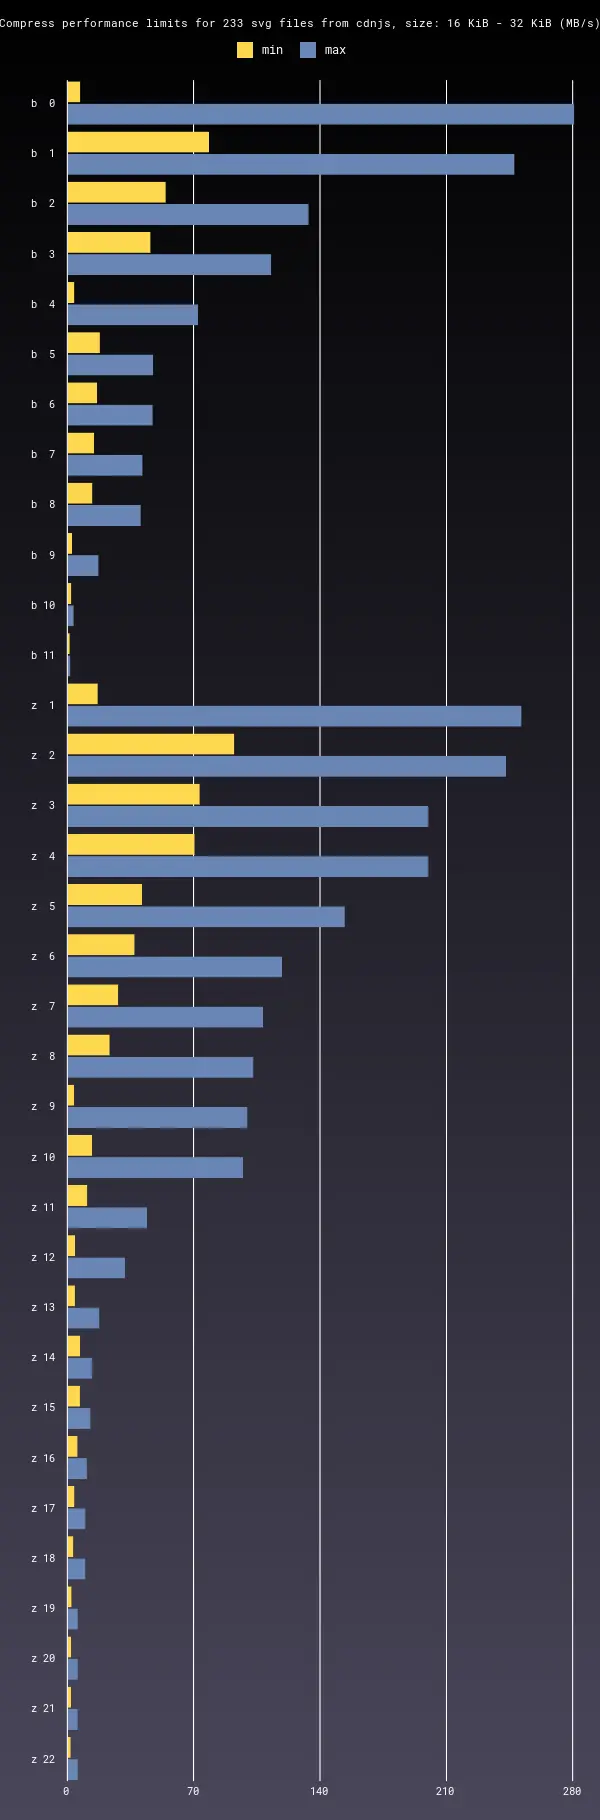 Compress performance limits for 233 svg files from cdnjs, size: 16 KiB - 32 KiB (MB/s)
min max
b 0
b 1
b 2
b 3
b 4
b 5
b 6
b 7
b 8
b 9
b 10
b 11
z 1
z 2
z 3
z 4
z 5
z 6
z 7
z 8
z 9
z 10
z 11
z 12
z 13
z 14
z 15
z 16
z 17
z 18
z 19
z 20
z 21
z 22
0 70 140 210 280